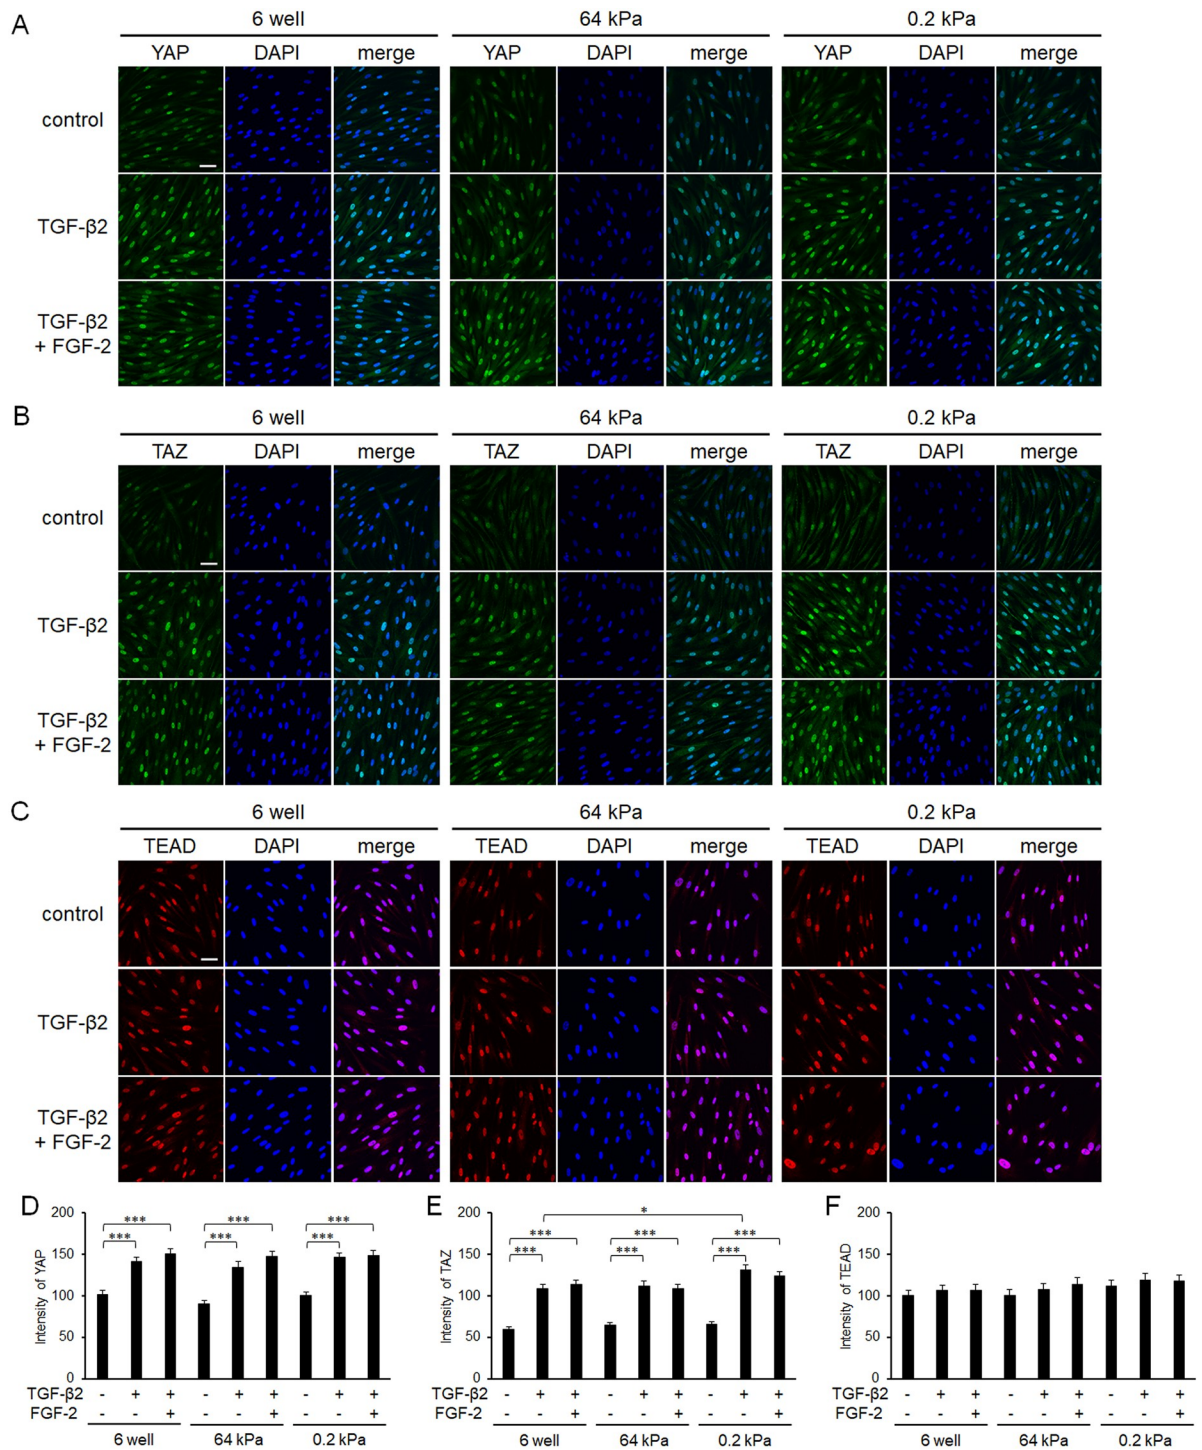 A
6 well 64 kPa 0.2 kPa
YAP DAPI merge YAP DAPI merge YAP DAPI merge
control
TGF-β2
TGF-β2
+ FGF-2
B
6 well 64 kPa 0.2 kPa
TAZ DAPI merge TAZ DAPI merge TAZ DAPI merge
control
TGF-β2
TGF-β2
+ FGF-2
C
6 well 64 kPa 0.2 kPa
TEAD DAPI merge TEAD DAPI merge TEAD DAPI merge
control
TGF-β2
TGF-β2
+ FGF-2
D
Intensity of YAP
200
150
100
50
0
*** *** ***
*** *** ***
TGF-β2 - + + - + + - + +
FGF-2 - - + - - + - - +
6 well 64 kPa 0.2 kPa
E
Intensity of TAZ
200
150
100
50
0
*
*** *** ***
*** *** ***
TGF-β2 - + + - + + - + +
FGF-2 - - + - - + - - +
6 well 64 kPa 0.2 kPa
F
Intensity of TEAD
200
150
100
50
0
TGF-β2 - + + - + + - + +
FGF-2 - - + - - + - - +
6 well 64 kPa 0.2 kPa